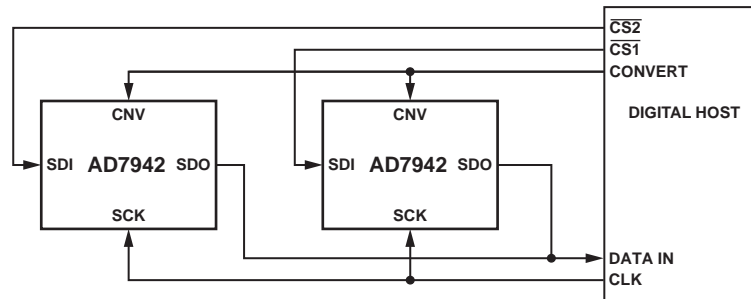 CS2
CS1
CONVERT
CNV
CNV
DIGITAL HOST
SDI AD7942 SDO
SDI AD7942 SDO
SCK
SCK
DATA IN
CLK